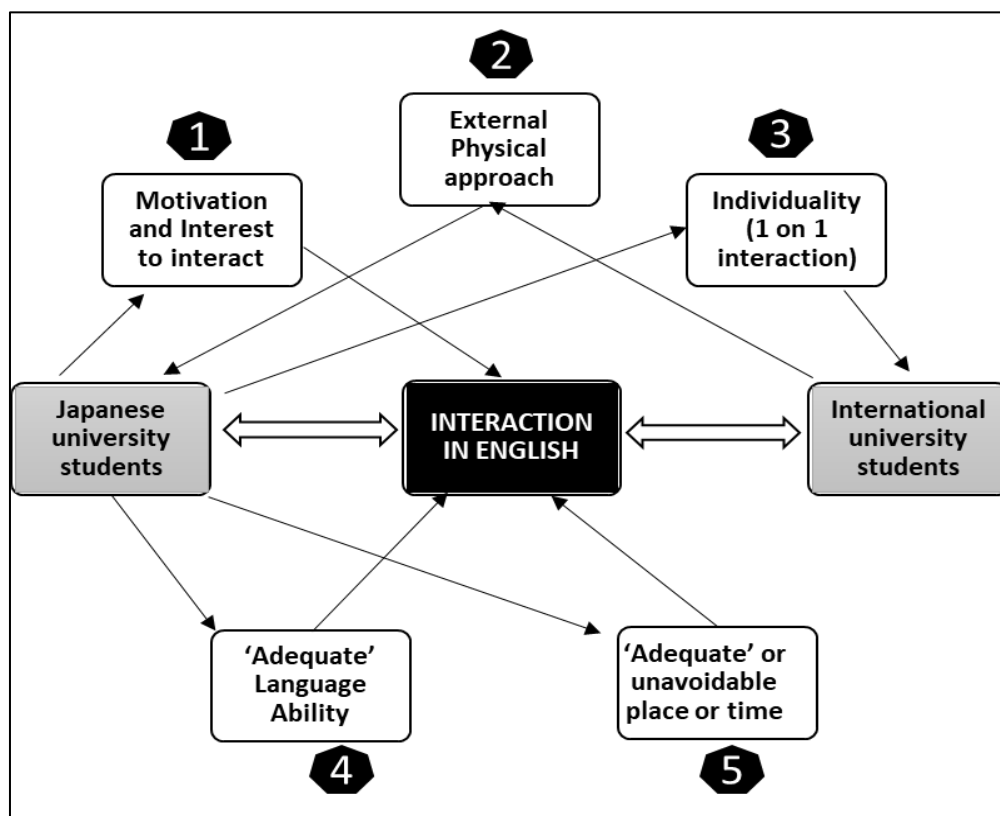 1
Motivation
and Interest
to interact
2
External
Physical
approach
3
Individuality
(1 on 1
interaction)
Japanese
university
students
INTERACTION
IN ENGLISH
International
university
students
‘Adequate’
Language
Ability
4
‘Adequate’ or
unavoidable
place or time
5